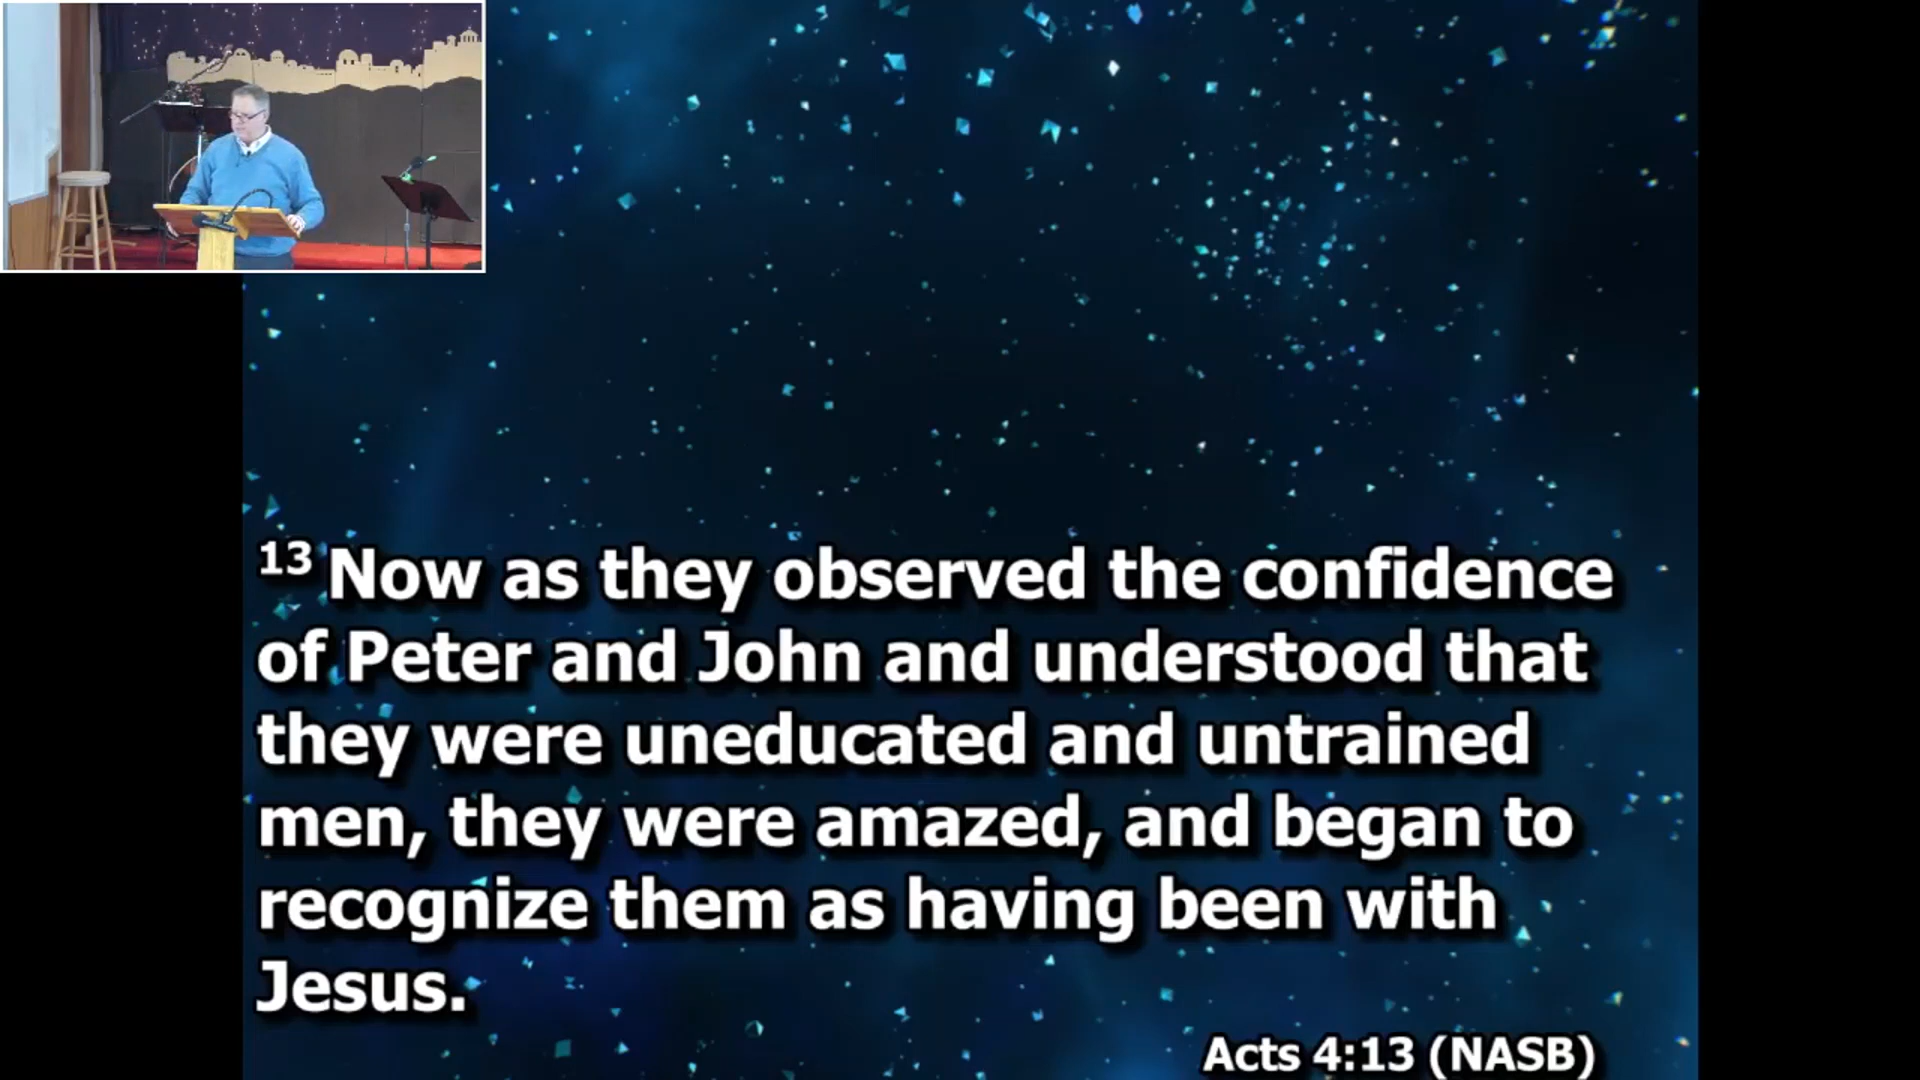 13 Now as they observed the confidence
of Peter and John and understood that
they were uneducated and untrained
men, they were amazed, and began to
recognize them as having been with
Jesus.
Acts 4:13 (NASB)